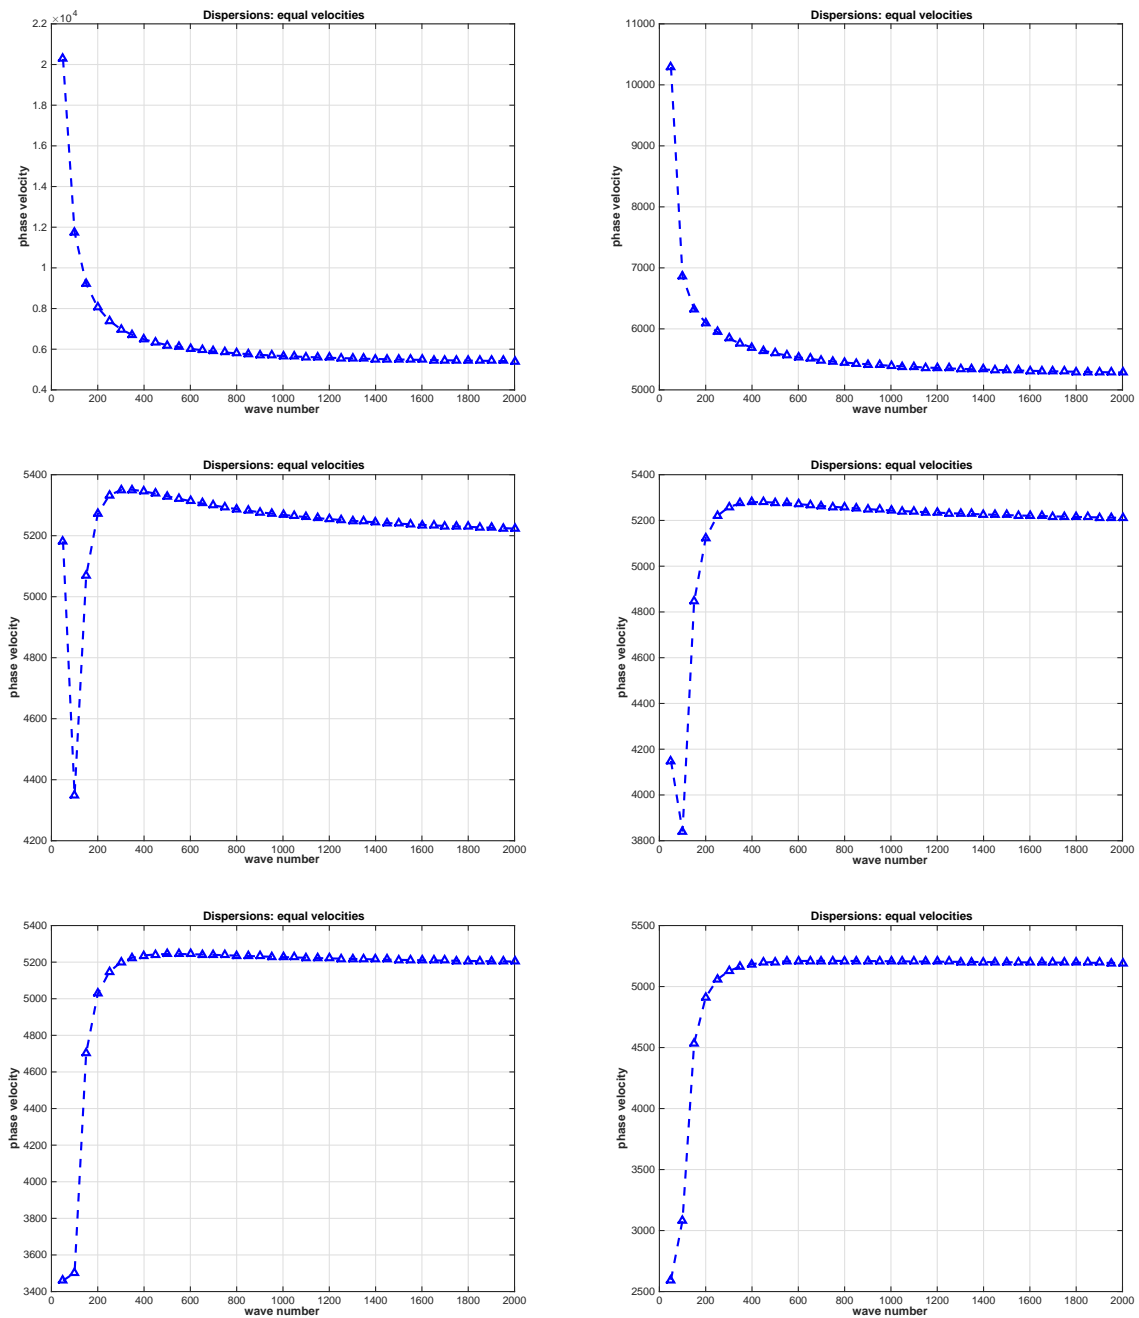 Dispersions: equal velocities
×10^4
2.2
2
1.8
1.6
1.4
1.2
1
0.8
0.6
0.4
phase velocity
0 200 400 600 800 1000 1200 1400 1600 1800 2000
wave number
Dispersions: equal velocities
11000
10000
9000
8000
7000
6000
5000
phase velocity
0 200 400 600 800 1000 1200 1400 1600 1800 2000
wave number
Dispersions: equal velocities
5400
5200
5000
4800
4600
4400
4200
phase velocity
0 200 400 600 800 1000 1200 1400 1600 1800 2000
wave number
Dispersions: equal velocities
5400
5200
5000
4800
4600
4400
4200
4000
3800
phase velocity
0 200 400 600 800 1000 1200 1400 1600 1800 2000
wave number
Dispersions: equal velocities
5400
5200
5000
4800
4600
4400
4200
4000
3800
3600
3400
phase velocity
0 200 400 600 800 1000 1200 1400 1600 1800 2000
wave number
Dispersions: equal velocities
5500
5000
4500
4000
3500
3000
2500
phase velocity
0 200 400 600 800 1000 1200 1400 1600 1800 2000
wave number